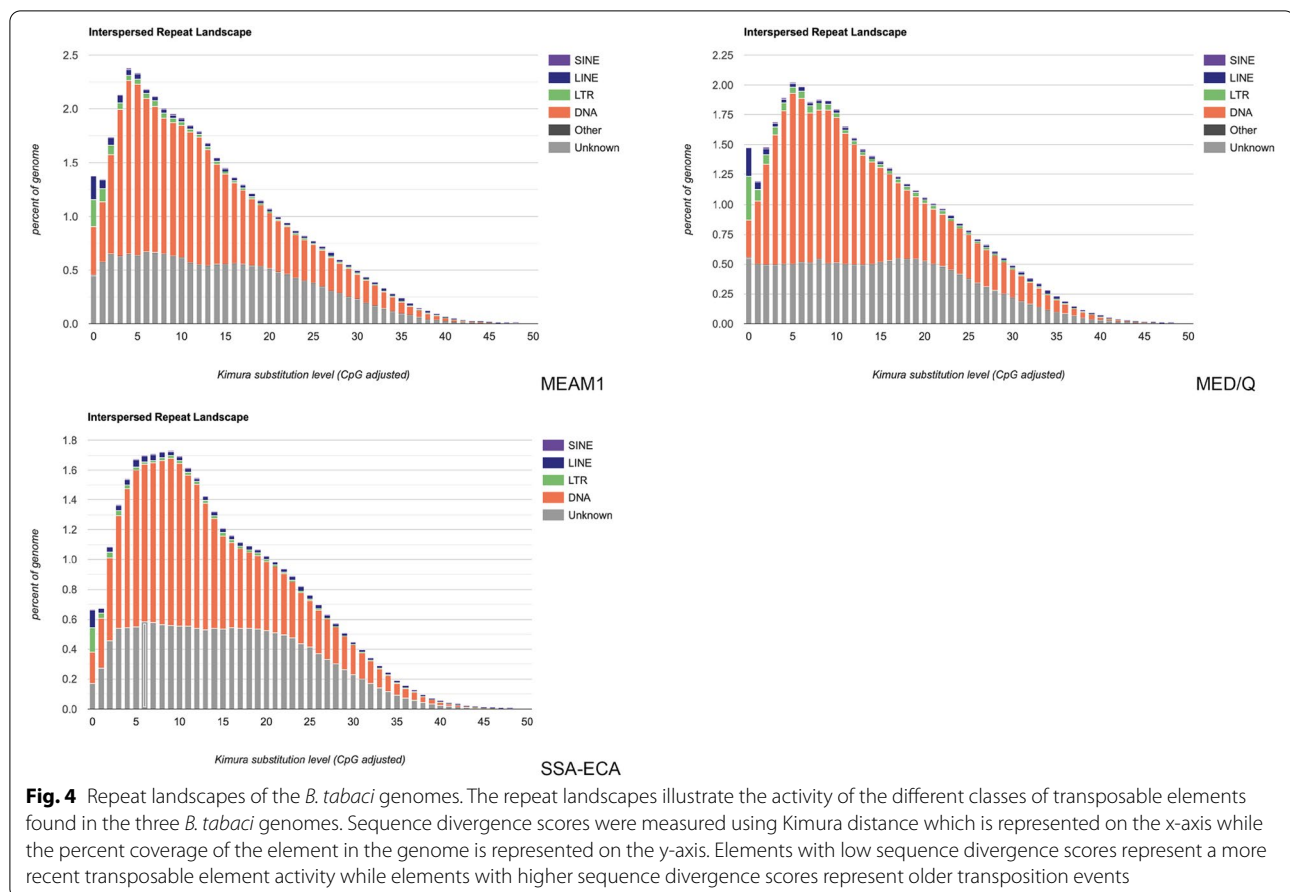 Interspersed Repeat Landscape
2.5
2.0
1.5
1.0
0.5
0.0
percent of genome
0 5 10 15 20 25 30 35 40 45 50
Kimura substitution level (CpG adjusted)
SINE
LINE
LTR
DNA
Other
Unknown
MEAM1
Interspersed Repeat Landscape
2.25
2.00
1.75
1.50
1.25
1.00
0.75
0.50
0.25
0.00
percent of genome
0 5 10 15 20 25 30 35 40 45 50
Kimura substitution level (CpG adjusted)
SINE
LINE
LTR
DNA
Other
Unknown
MED/Q
Interspersed Repeat Landscape
1.8
1.6
1.4
1.2
1.0
0.8
0.6
0.4
0.2
0.0
percent of genome
0 5 10 15 20 25 30 35 40 45 50
Kimura substitution level (CpG adjusted)
SINE
LINE
LTR
DNA
Unknown
SSA-ECA
Fig. 4 Repeat landscapes of the B. tabaci genomes. The repeat landscapes illustrate the activity of the different classes of transposable elements
found in the three B. tabaci genomes. Sequence divergence scores were measured using Kimura distance which is represented on the x-axis while
the percent coverage of the element in the genome is represented on the y-axis. Elements with low sequence divergence scores represent a more
recent transposable element activity while elements with higher sequence divergence scores represent older transposition events